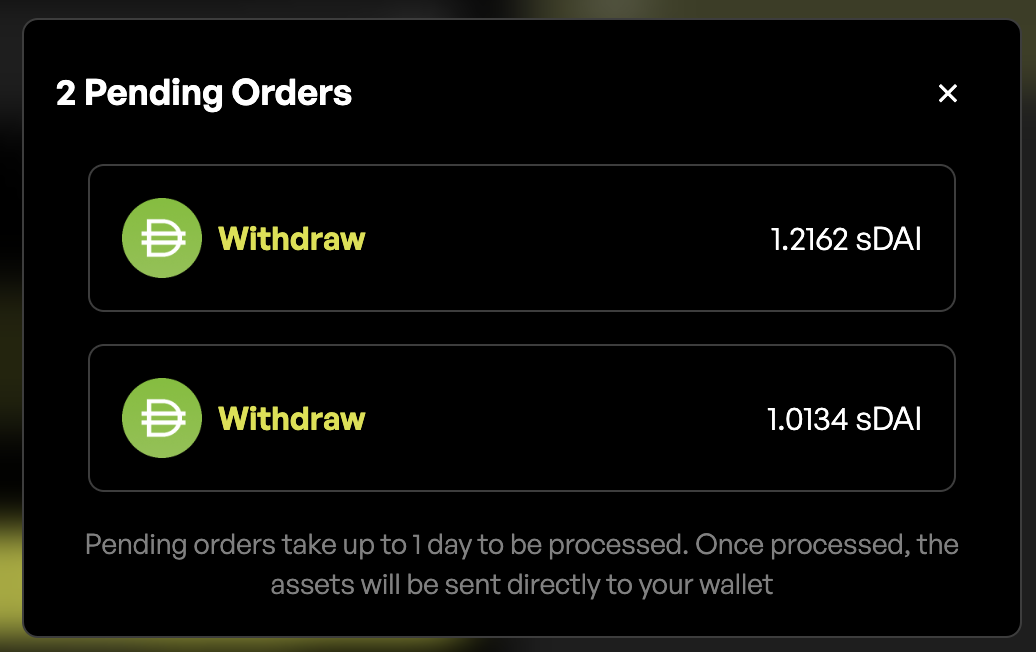 2 Pending Orders
Withdraw
1.2162 sDAI
Withdraw
1.0134 sDAI
Pending orders take up to 1 day to be processed. Once processed, the
assets will be sent directly to your wallet